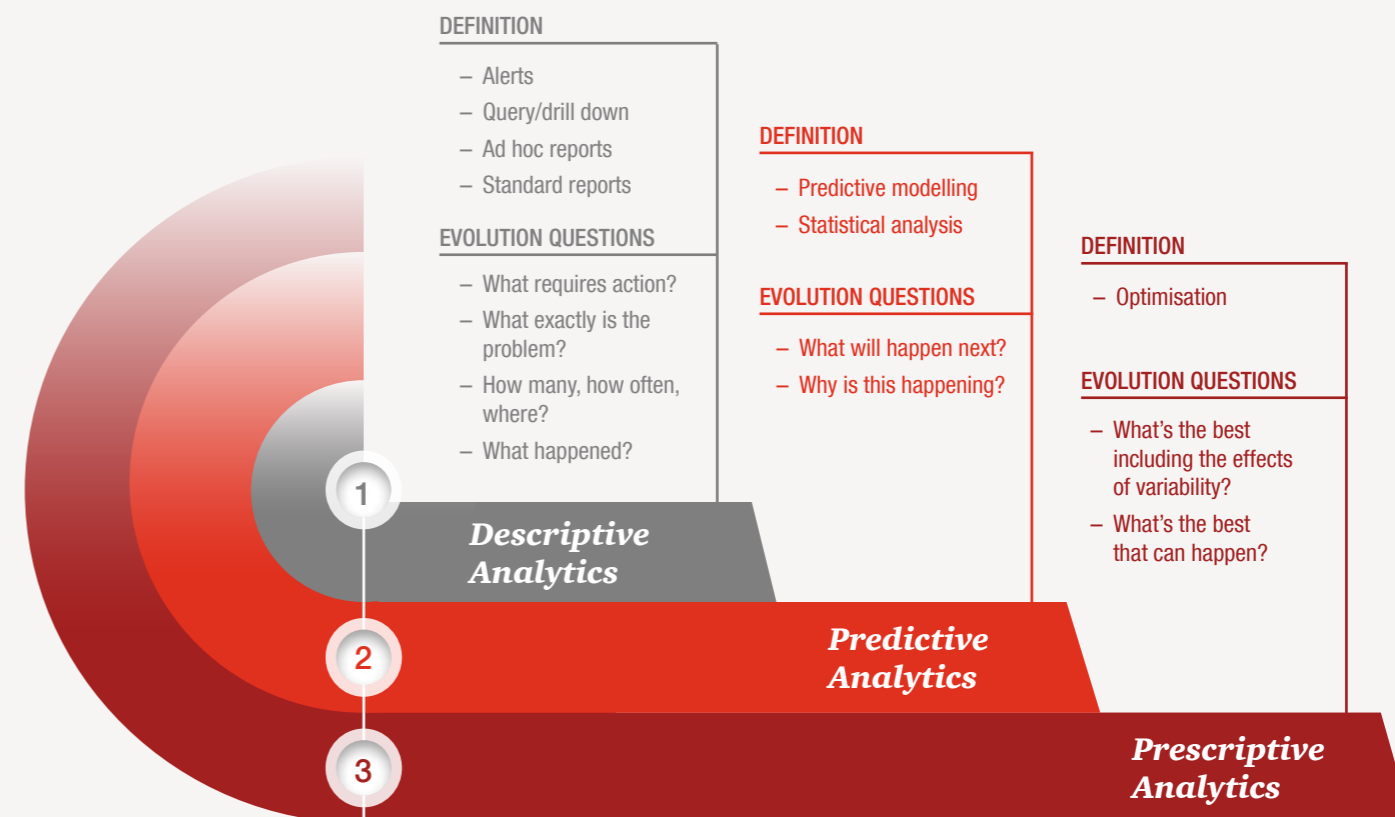 DEFINITION
– Alerts
– Query/drill down
– Ad hoc reports
– Standard reports
EVOLUTION QUESTIONS
– What requires action?
– What exactly is the
problem?
– How many, how often,
where?
– What happened?
1
Descriptive
Analytics
DEFINITION
– Predictive modelling
– Statistical analysis
EVOLUTION QUESTIONS
– What will happen next?
– Why is this happening?
2
Predictive
Analytics
DEFINITION
– Optimisation
EVOLUTION QUESTIONS
– What’s the best
including the effects
of variability?
– What’s the best
that can happen?
3
Prescriptive
Analytics